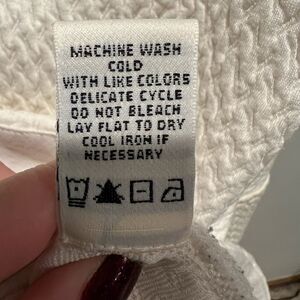 MACHINE WASH
COLD
WITH LIKE COLORS
DELICATE CYCLE
DO NOT BLEACH
LAY FLAT TO DRY
COOL IRON IF
NECESSARY